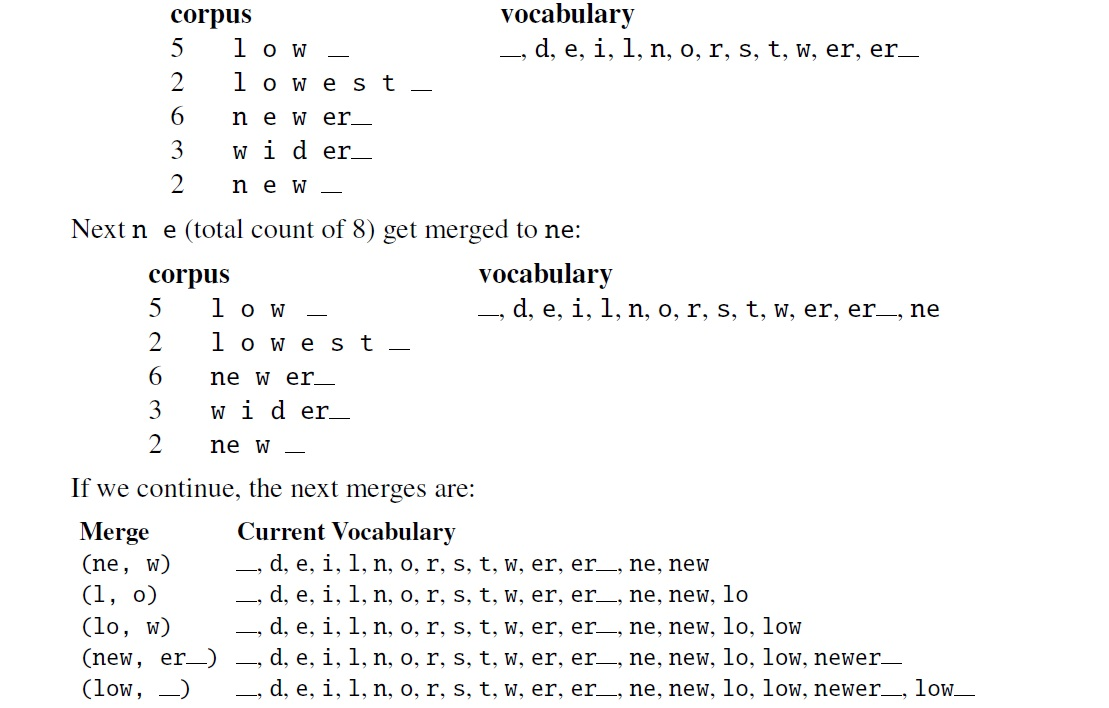 corpus vocabulary
5 l o w _ _, d, e, i, l, n, o, r, s, t, w, er, er_
2 l o w e s t _
6 n e w er_
3 w i d er_
2 n e w _
Next n e (total count of 8) get merged to ne:
corpus vocabulary
5 l o w _ _, d, e, i, l, n, o, r, s, t, w, er, er_, ne
2 l o w e s t _
6 ne w er_
3 w i d er_
2 ne w _
If we continue, the next merges are:
Merge Current Vocabulary
(ne, w) _, d, e, i, l, n, o, r, s, t, w, er, er_, ne, new
(l, o) _, d, e, i, l, n, o, r, s, t, w, er, er_, ne, new, lo
(lo, w) _, d, e, i, l, n, o, r, s, t, w, er, er_, ne, new, lo, low
(new, er_) _, d, e, i, l, n, o, r, s, t, w, er, er_, ne, new, lo, low, newer_
(low, _) _, d, e, i, l, n, o, r, s, t, w, er, er_, ne, new, lo, low, newer_, low_